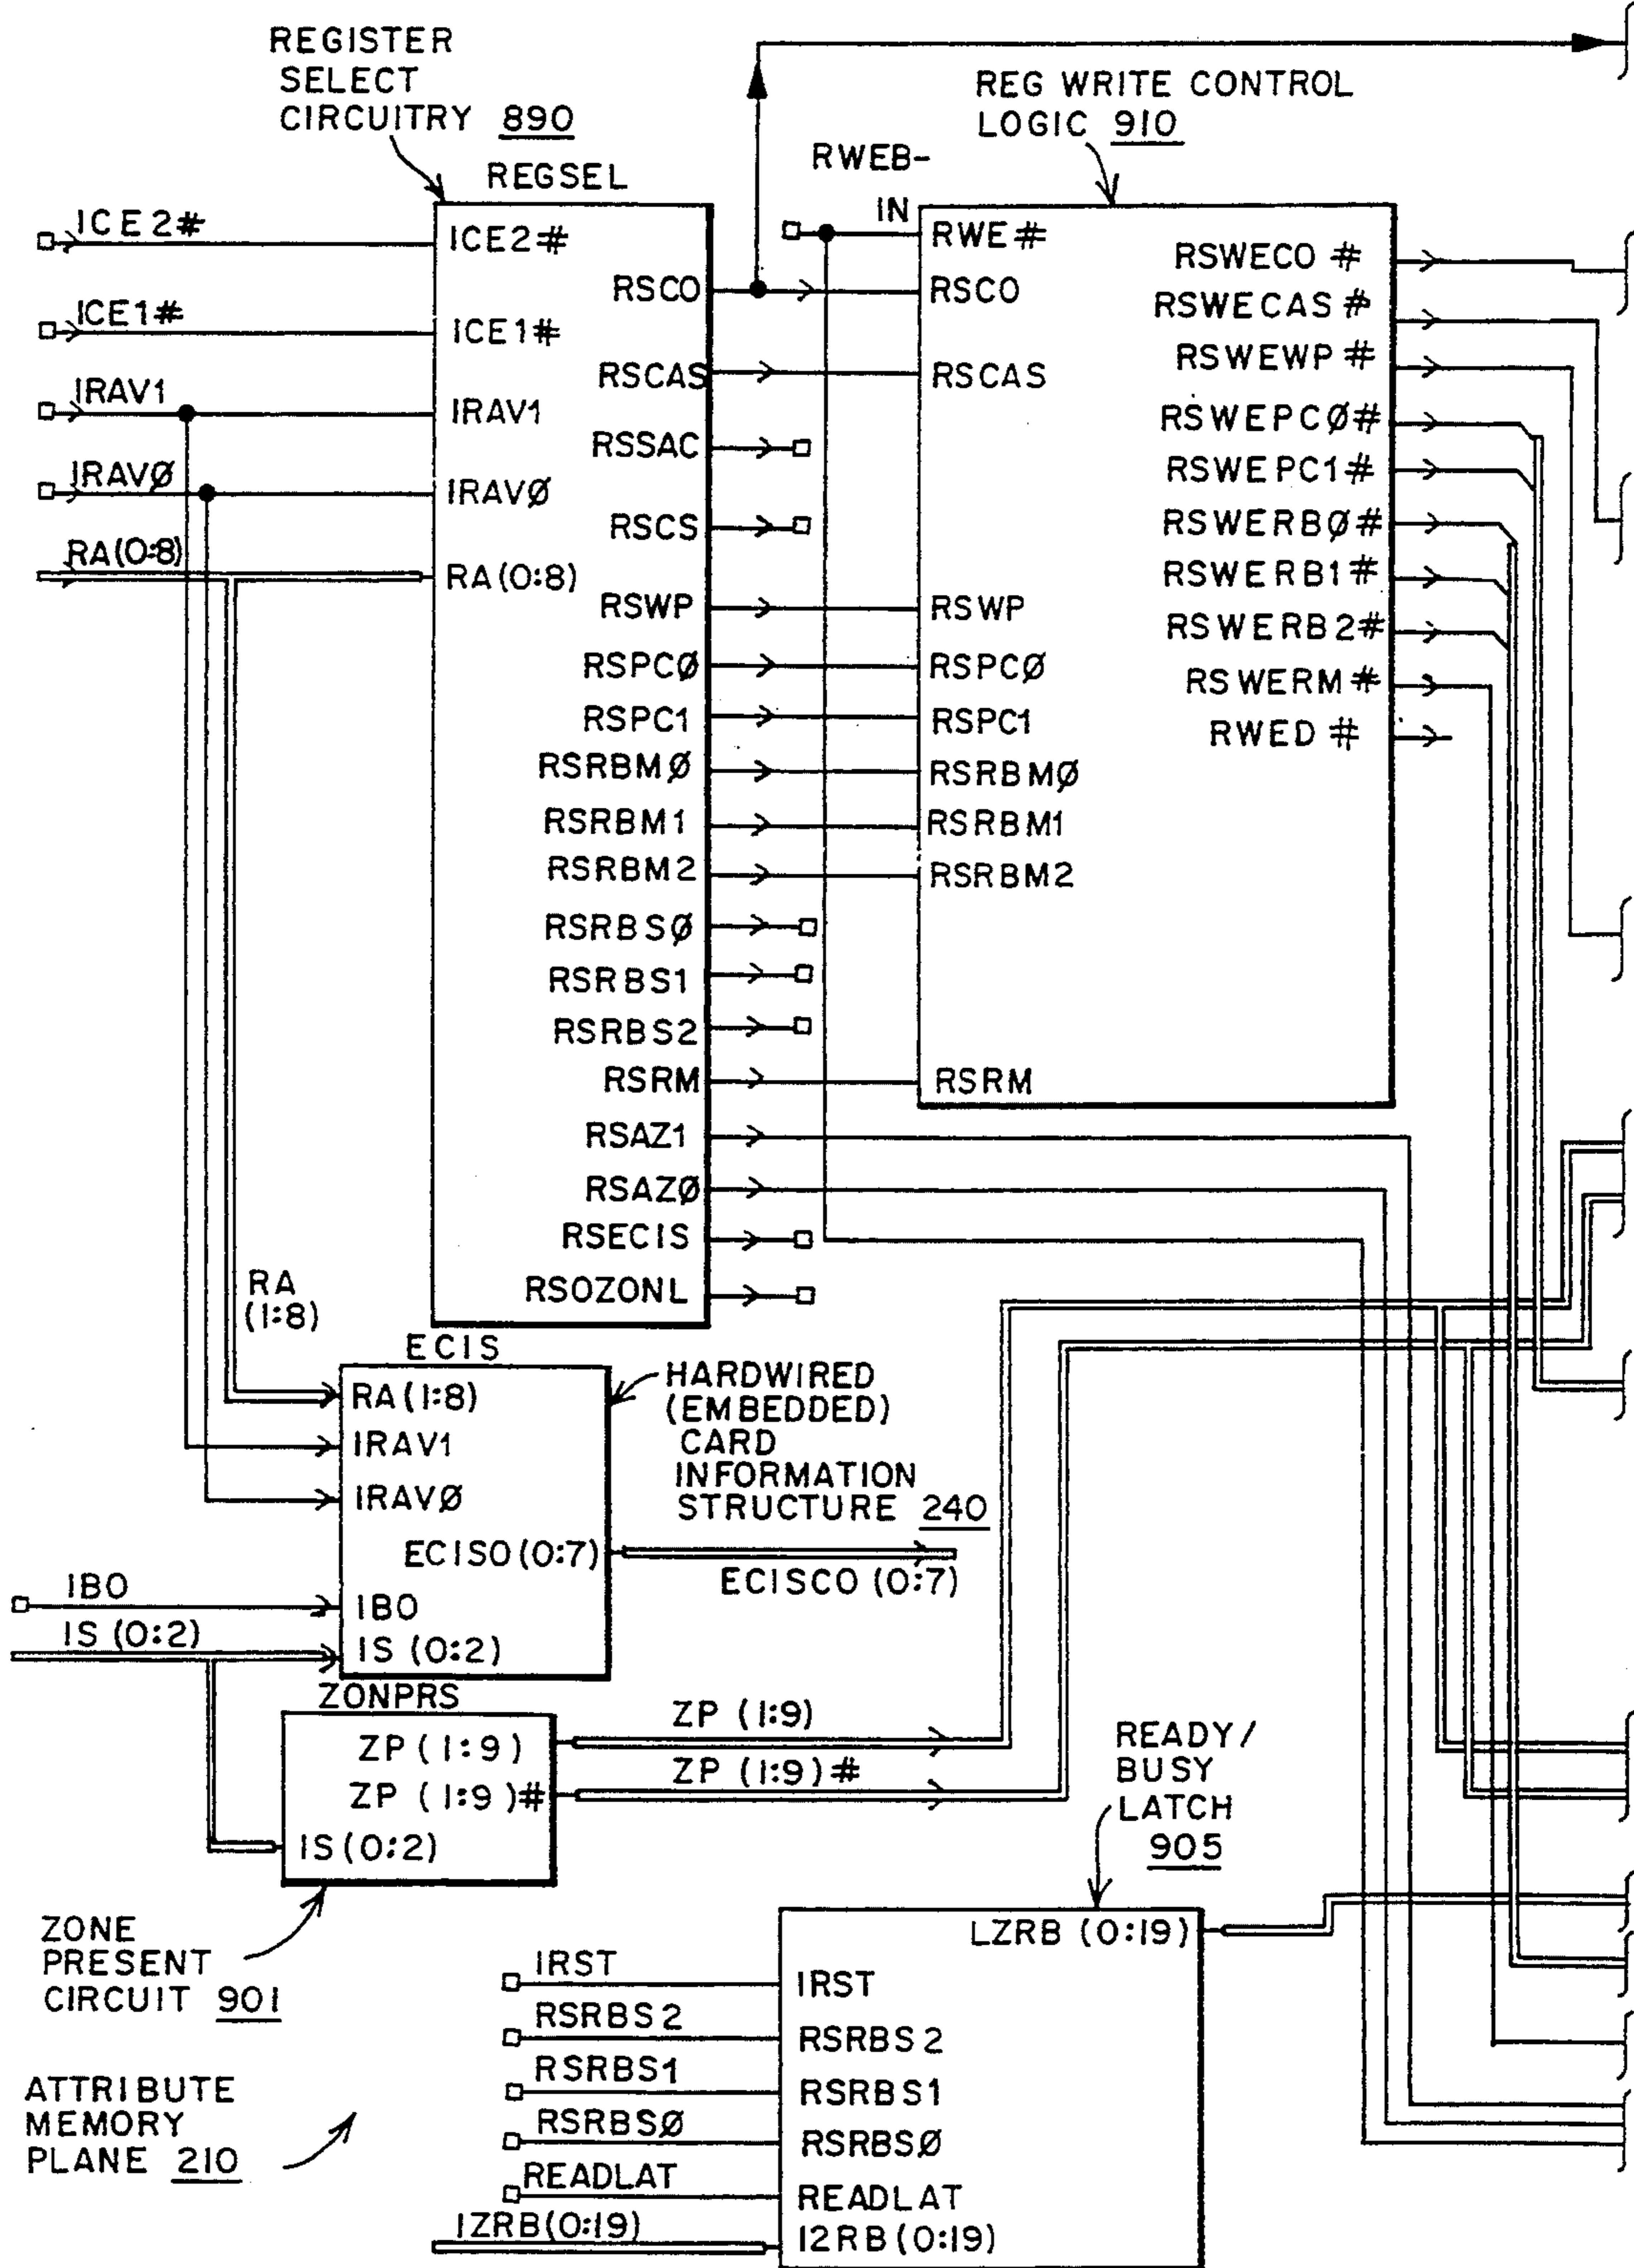 REGISTER
SELECT
CIRCUITRY 890
REGSEL
REG WRITE CONTROL
LOGIC 910
RWEB-
IN
ICE2#
ICE1#
IRAV1
IRAVØ
RA(0:8)
ICE2#
ICE1#
IRAV1
IRAVØ
RA(0:8)
RSCO
RSCAS
RSSAC
RSCS
RSWP
RSPCØ
RSPC1
RSRBMØ
RSRBM1
RSRBM2
RSRBSØ
RSRBS1
RSRBS2
RSRM
RSAZ1
RSAZØ
RSECIS
RSOZONL
RWE#
RSCO
RSCAS
RSWP
RSPCØ
RSPC1
RSRBMØ
RSRBM1
RSRBM2
RSRM
RSWECO #
RSWECAS #
RSWEWP #
RSWEPCØ#
RSWEPC1#
RSWERBØ#
RSWERB1#
RSWERB2#
RSWERM#
RWED #
RA
(1:8)
ECIS
RA(1:8)
IRAV1
IRAVØ
ECISO(0:7)
IBO
IS (0:2)
IBO
IS (0:2)
HARDWIRED
(EMBEDDED)
CARD
INFORMATION
STRUCTURE 240
ECISCO (0:7)
ZONPRS
ZP (1:9)
ZP (1:9)#
IS(0:2)
ZP (1:9)
ZP (1:9)#
ZONE
PRESENT
CIRCUIT 901
READY/
BUSY
LATCH
905
LZRB (0:19)
IRST
RSRBS2
RSRBS1
RSRBSØ
READLAT
IZRB(0:19)
IRST
RSRBS2
RSRBS1
RSRBSØ
READLAT
I2RB(0:19)
ATTRIBUTE
MEMORY
PLANE 210